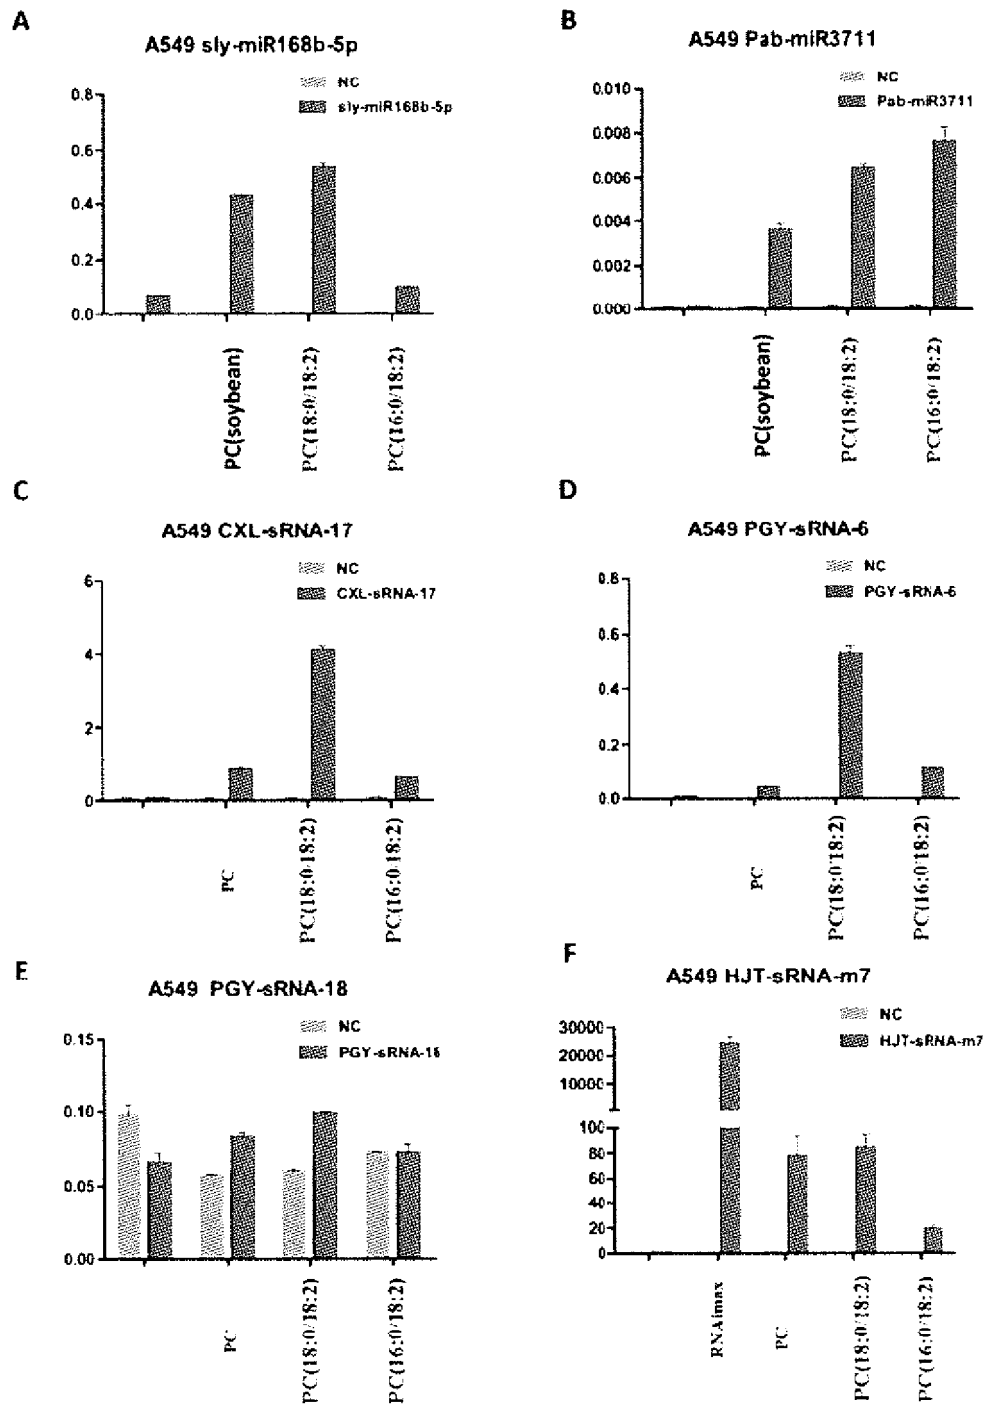 A
A549 sly-miR168b-5p
NC
sly-miR168b-5p
0.8
0.6
0.4
0.2
0.0
PC(soybean)
PC(18:0/18:2)
PC(16:0/18:2)
B
A549 Pab-miR3711
NC
Pab-miR3711
0.010
0.008
0.006
0.004
0.002
0.000
PC(soybean)
PC(18:0/18:2)
PC(16:0/18:2)
C
A549 CXL-sRNA-17
NC
CXL-sRNA-17
6
4
2
0
PC
PC(18:0/18:2)
PC(16:0/18:2)
D
A549 PGY-sRNA-6
NC
PGY-sRNA-6
0.8
0.6
0.4
0.2
0.0
PC
PC(18:0/18:2)
PC(16:0/18:2)
E
A549 PGY-sRNA-18
NC
PGY-sRNA-18
0.15
0.10
0.05
0.00
PC
PC(18:0/18:2)
PC(16:0/18:2)
F
A549 HJT-sRNA-m7
NC
HJT-sRNA-m7
30000
20000
10000
100
80
60
40
20
0
RNAimax
PC
PC(18:0/18:2)
PC(16:0/18:2)